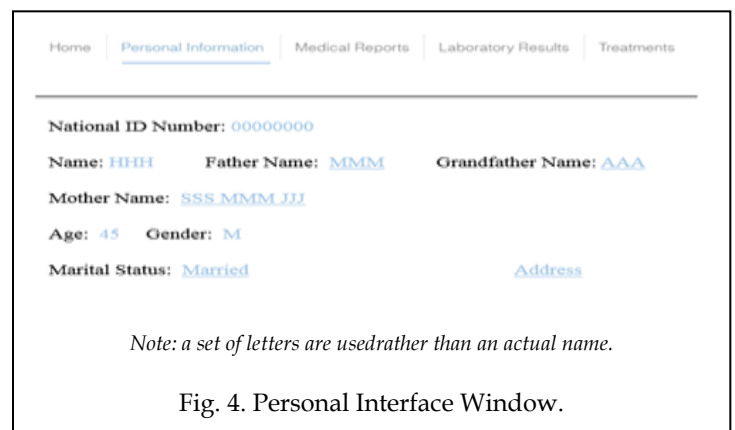 Home Personal Information Medical Reports Laboratory Results Treatments
National ID Number: 00000000
Name: HHH Father Name: MMM Grandfather Name: AAA
Mother Name: SSS MMM JJJ
Age: 45 Gender: M
Marital Status: Married Address
Note: a set of letters are usedrather than an actual name.
Fig. 4. Personal Interface Window.